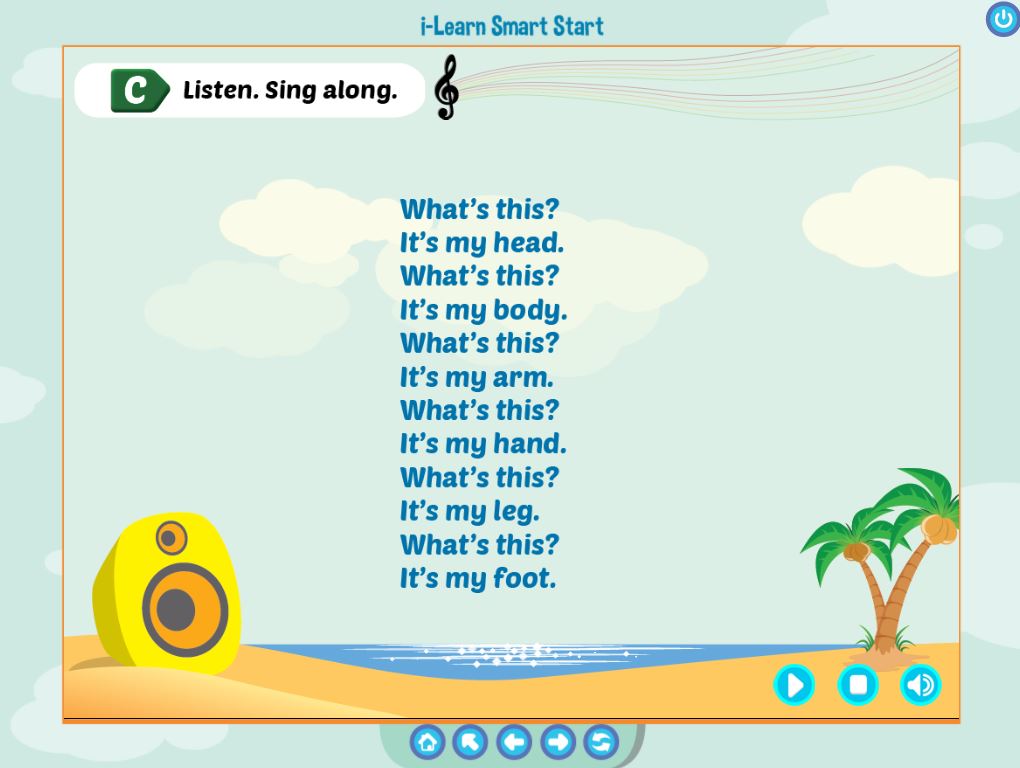 i-Learn Smart Start
C Listen. Sing along.
What's this?
It's my head.
What's this?
It's my body.
What's this?
It's my arm.
What's this?
It's my hand.
What's this?
It's my leg.
What's this?
It's my foot.